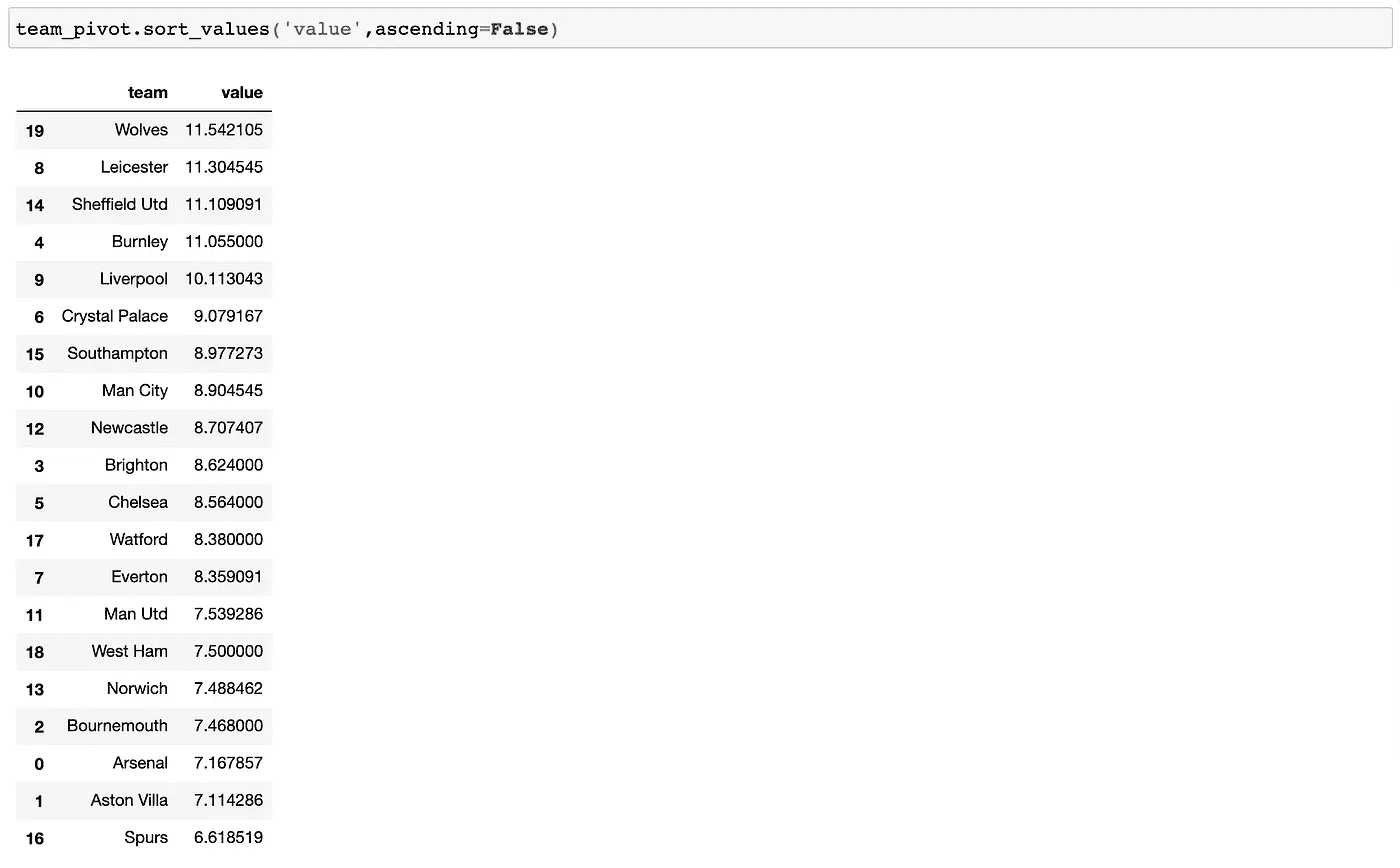 team_pivot.sort_values('value',ascending=False)
team value
19 Wolves 11.542105
8 Leicester 11.304545
14 Sheffield Utd 11.109091
4 Burnley 11.055000
9 Liverpool 10.113043
6 Crystal Palace 9.079167
15 Southampton 8.977273
10 Man City 8.904545
12 Newcastle 8.707407
3 Brighton 8.624000
5 Chelsea 8.564000
17 Watford 8.380000
7 Everton 8.359091
11 Man Utd 7.539286
18 West Ham 7.500000
13 Norwich 7.488462
2 Bournemouth 7.468000
0 Arsenal 7.167857
1 Aston Villa 7.114286
16 Spurs 6.618519